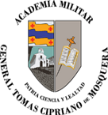 ACADEMIA MILITAR
GENERAL TOMAS CIPRIANO DE MOSQUERA
PATRIA CIENCIA Y LEALTAD